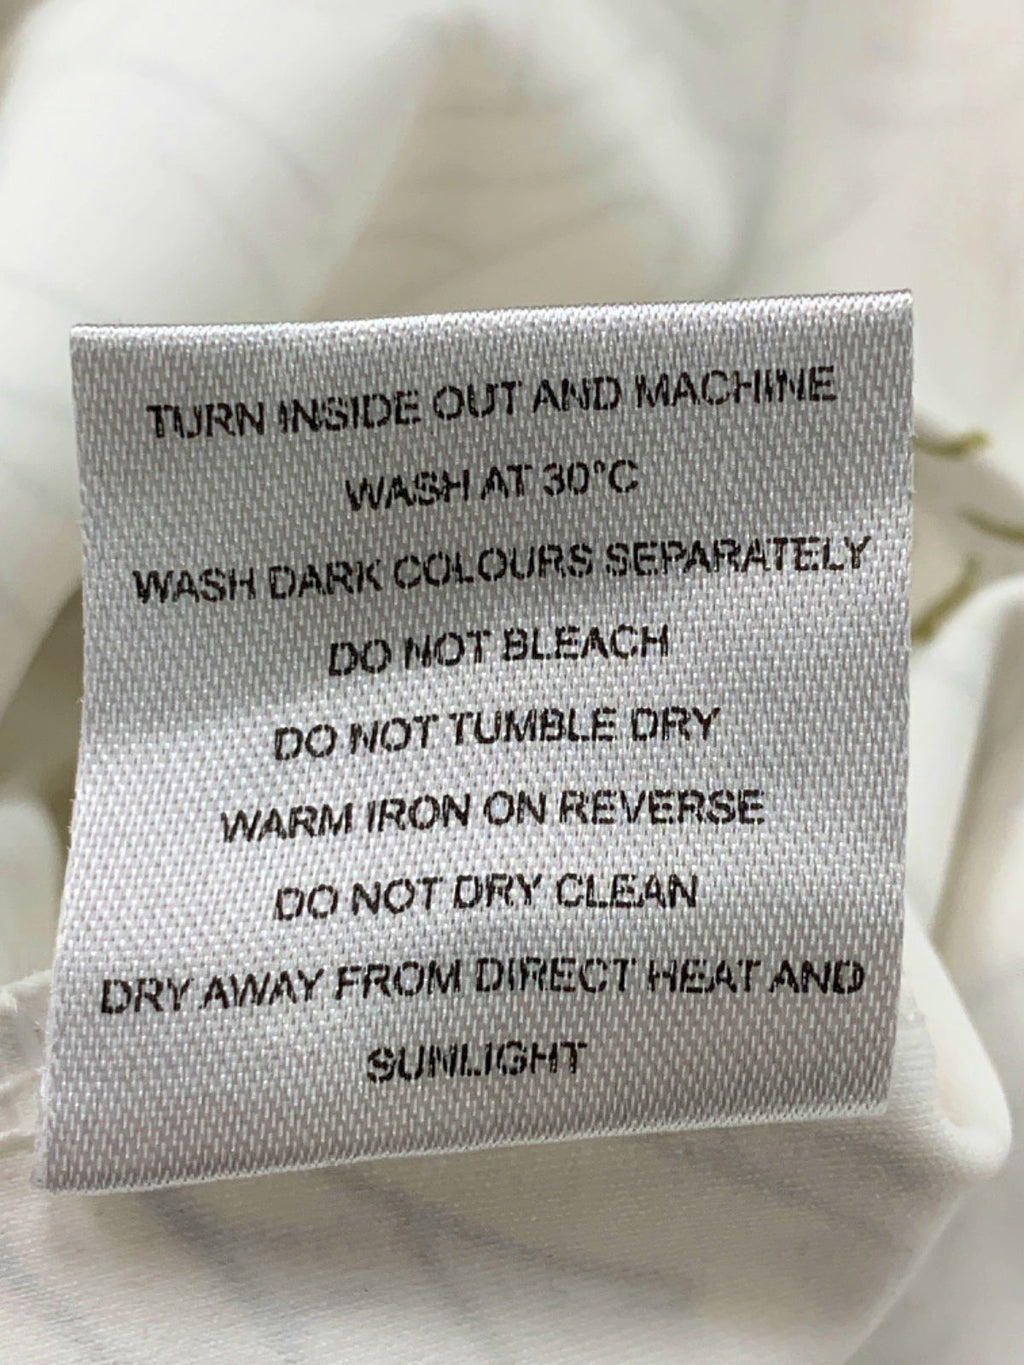 TURN INSIDE OUT AND MACHINE
WASH AT 30°C
WASH DARK COLOURS SEPARATELY
DO NOT BLEACH
DO NOT TUMBLE DRY
WARM IRON ON REVERSE
DO NOT DRY CLEAN
DRY AWAY FROM DIRECT HEAT AND
SUNLIGHT